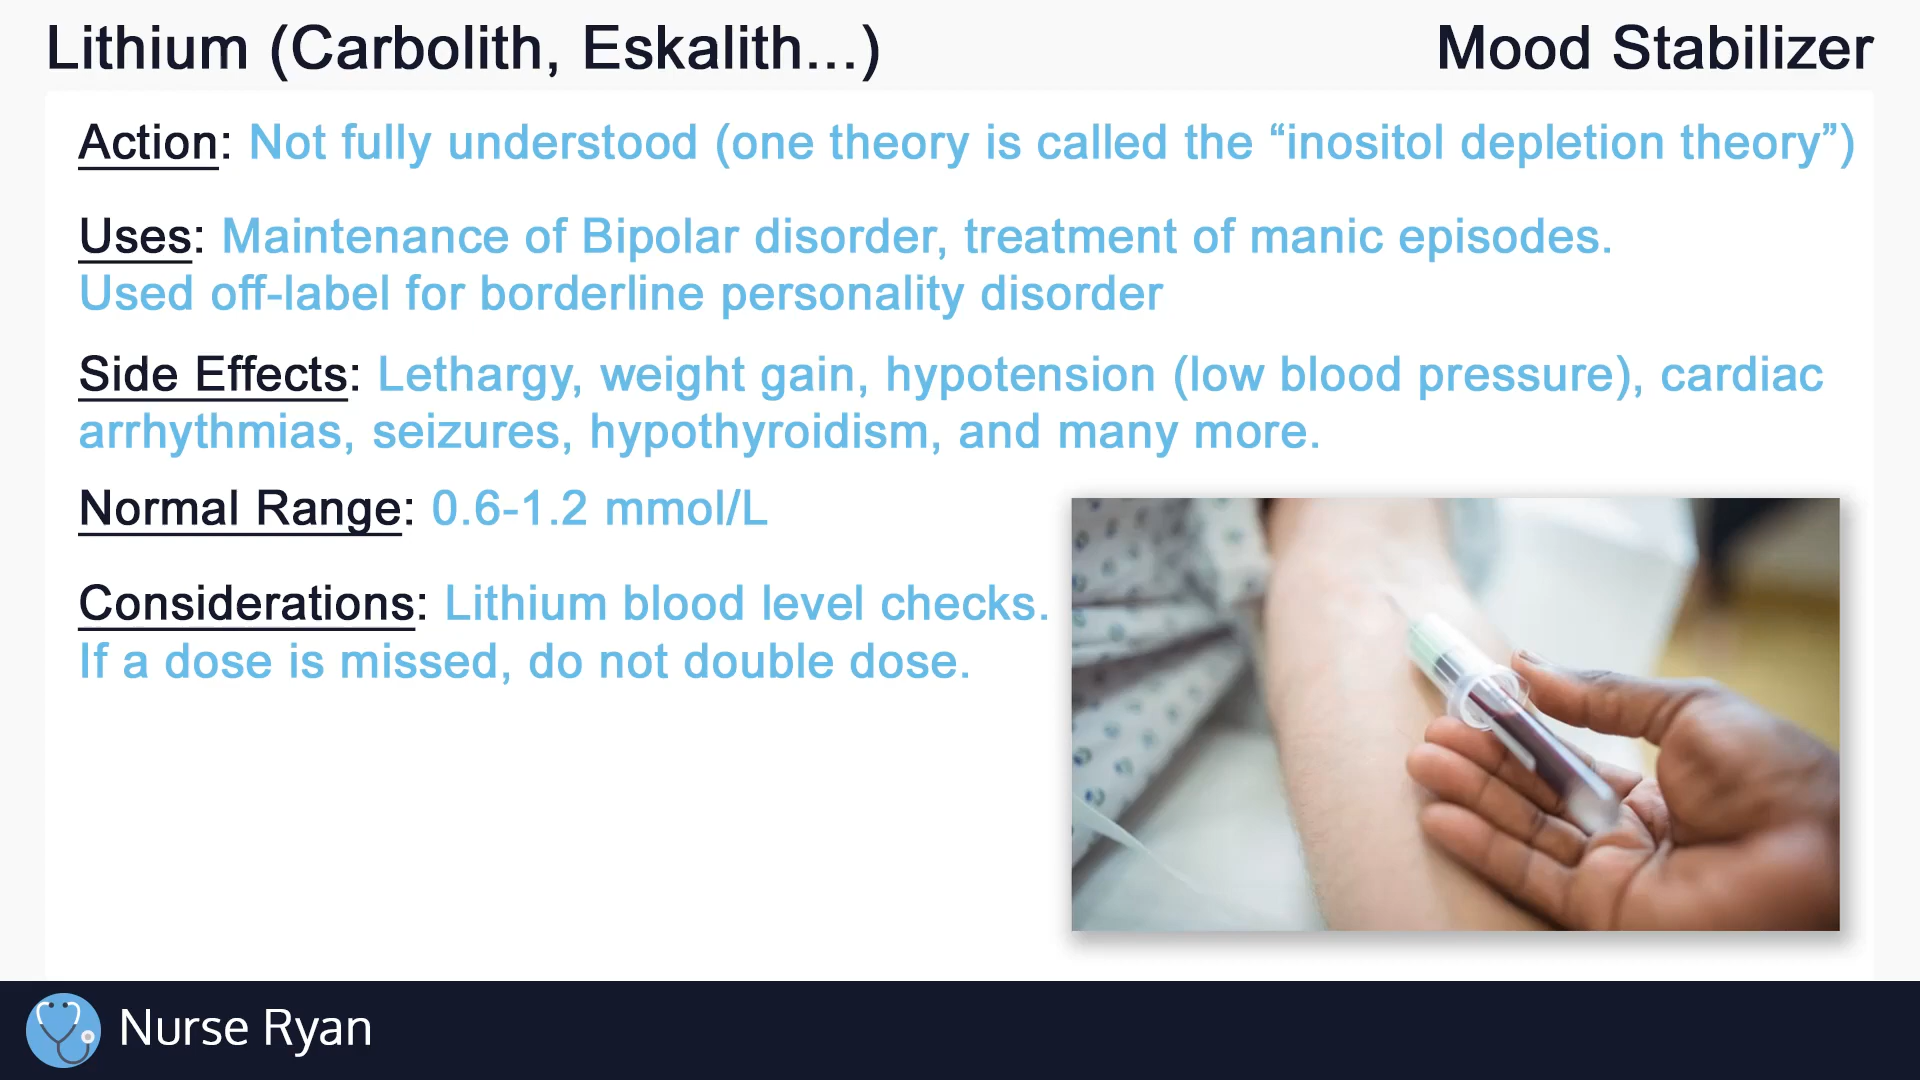 Lithium (Carbolith, Eskalith...)
Mood Stabilizer
Action: Not fully understood (one theory is called the “inositol depletion theory”)
Uses: Maintenance of Bipolar disorder, treatment of manic episodes.
Used off-label for borderline personality disorder
Side Effects: Lethargy, weight gain, hypotension (low blood pressure), cardiac
arrhythmias, seizures, hypothyroidism, and many more.
Normal Range: 0.6-1.2 mmol/L
Considerations: Lithium blood level checks.
If a dose is missed, do not double dose.
Nurse Ryan